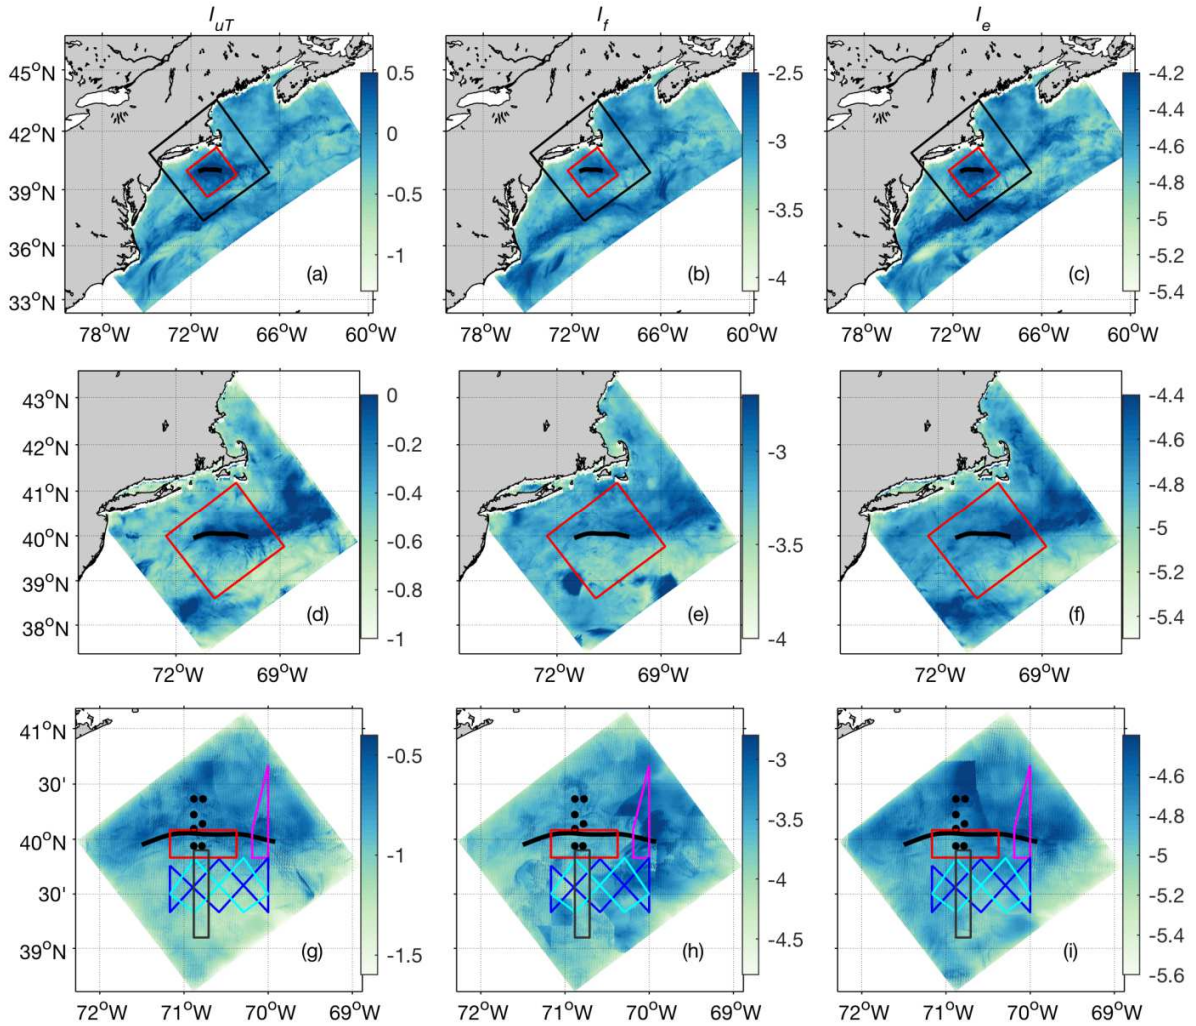 I_uT I_f I_e
45°N 0.5 -2.5 -4.2
42°N 0 -3 -4.4
39°N -0.5 -3.5 -4.6
36°N -1 -4 -4.8
33°N -5
-5.2
-5.4
(a) (b) (c)
78°W 72°W 66°W 60°W 78°W 72°W 66°W 60°W 78°W 72°W 66°W 60°W
43°N 0 -3 -4.4
42°N -0.2 -3.5 -4.6
41°N -0.4 -4 -4.8
40°N -0.6 -5
39°N -0.8 -5.2
38°N -1 -5.4
(d) (e) (f)
72°W 69°W 72°W 69°W 72°W 69°W
41°N -0.5 -3 -4.6
30' -1 -3.5 -4.8
40°N -1.5 -4 -5
30' -4.5 -5.2
39°N -5.4
-5.6
(g) (h) (i)
72°W 71°W 70°W 69°W 72°W 71°W 70°W 69°W 72°W 71°W 70°W 69°W